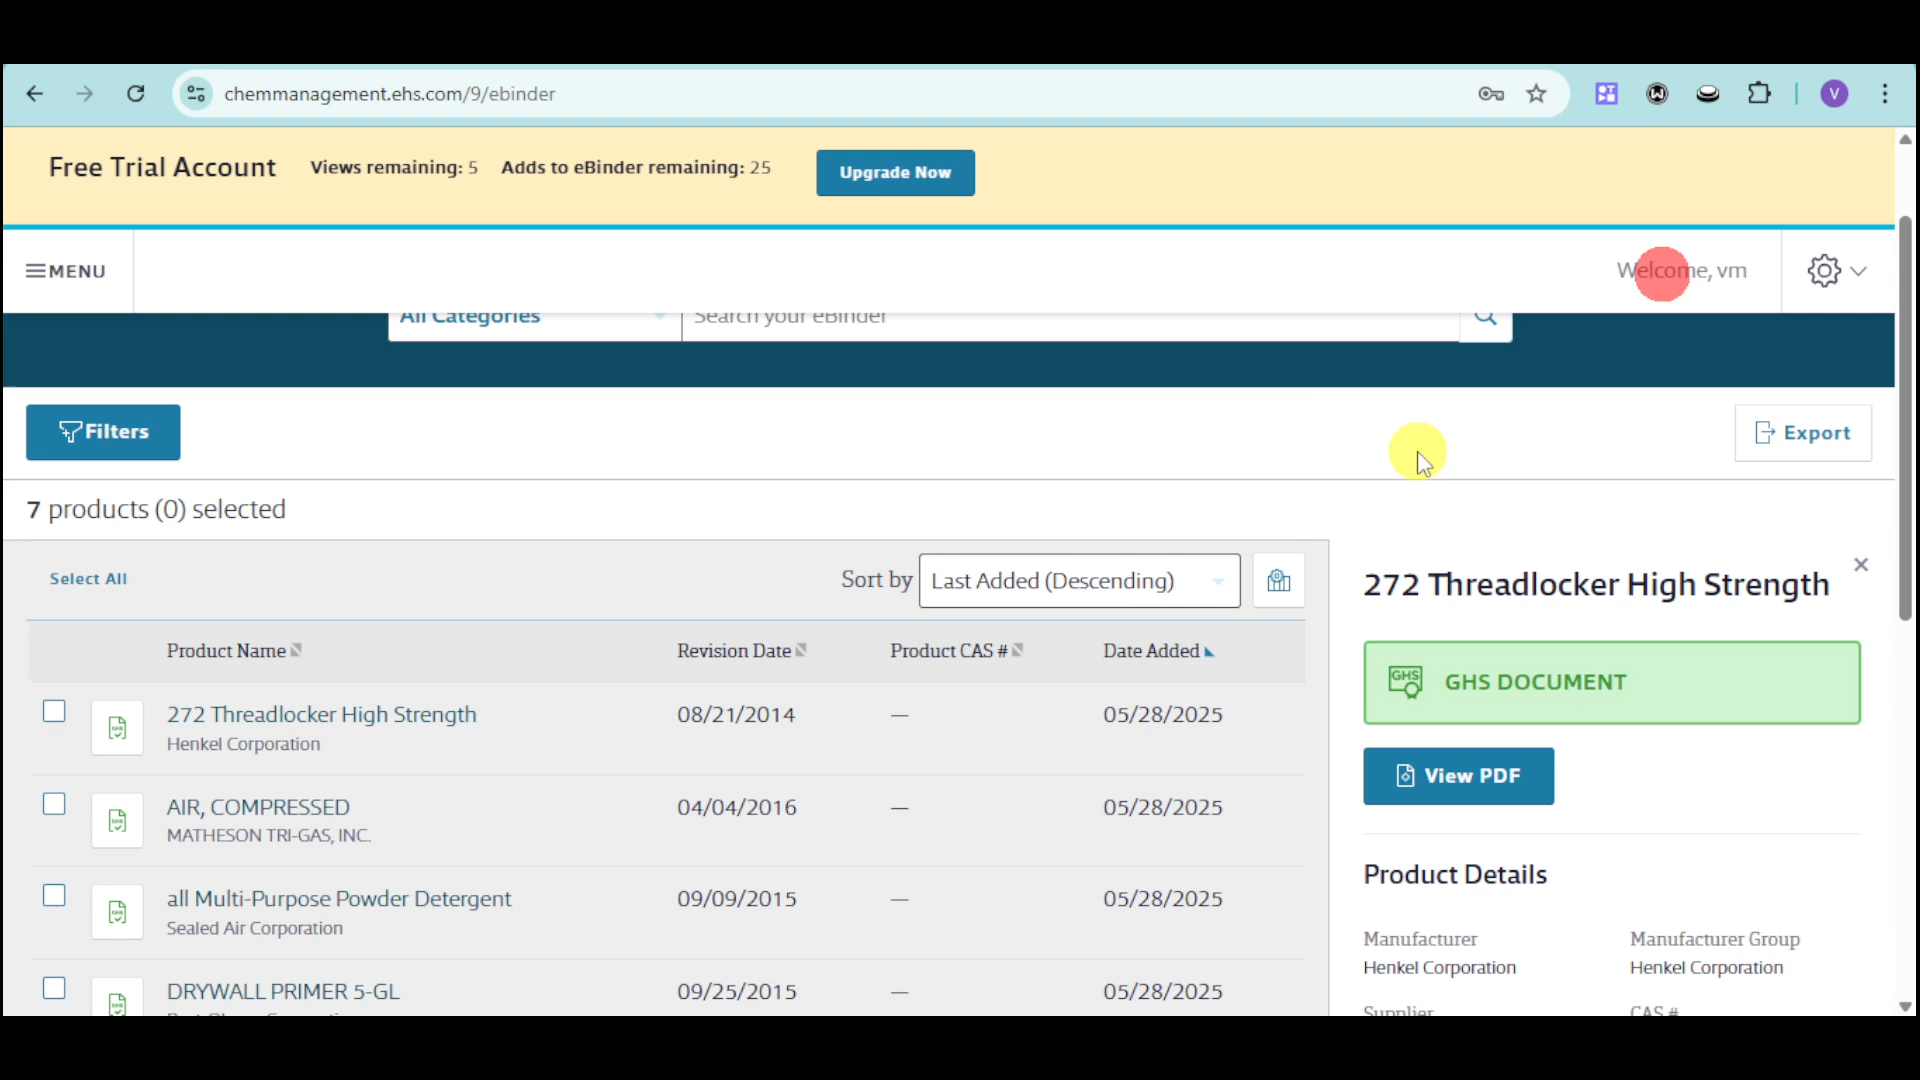 chemmanagement.ehs.com/9/ebinder
V
Free Trial Account Views remaining: 5 Adds to eBinder remaining: 25 Upgrade Now
MENU Welcome, vm
All Categories Search your eBinder
Filters Export
7 products (0) selected
Select All Sort by Last Added (Descending)
Product Name Revision Date Product CAS # Date Added
272 Threadlocker High Strength 08/21/2014 — 05/28/2025
Henkel Corporation
AIR, COMPRESSED 04/04/2016 — 05/28/2025
MATHESON TRI-GAS, INC.
all Multi-Purpose Powder Detergent 09/09/2015 — 05/28/2025
Sealed Air Corporation
DRYWALL PRIMER 5-GL 09/25/2015 — 05/28/2025
272 Threadlocker High Strength
GHS GHS DOCUMENT
View PDF
Product Details
Manufacturer Manufacturer Group
Henkel Corporation Henkel Corporation
Supplier CAS #